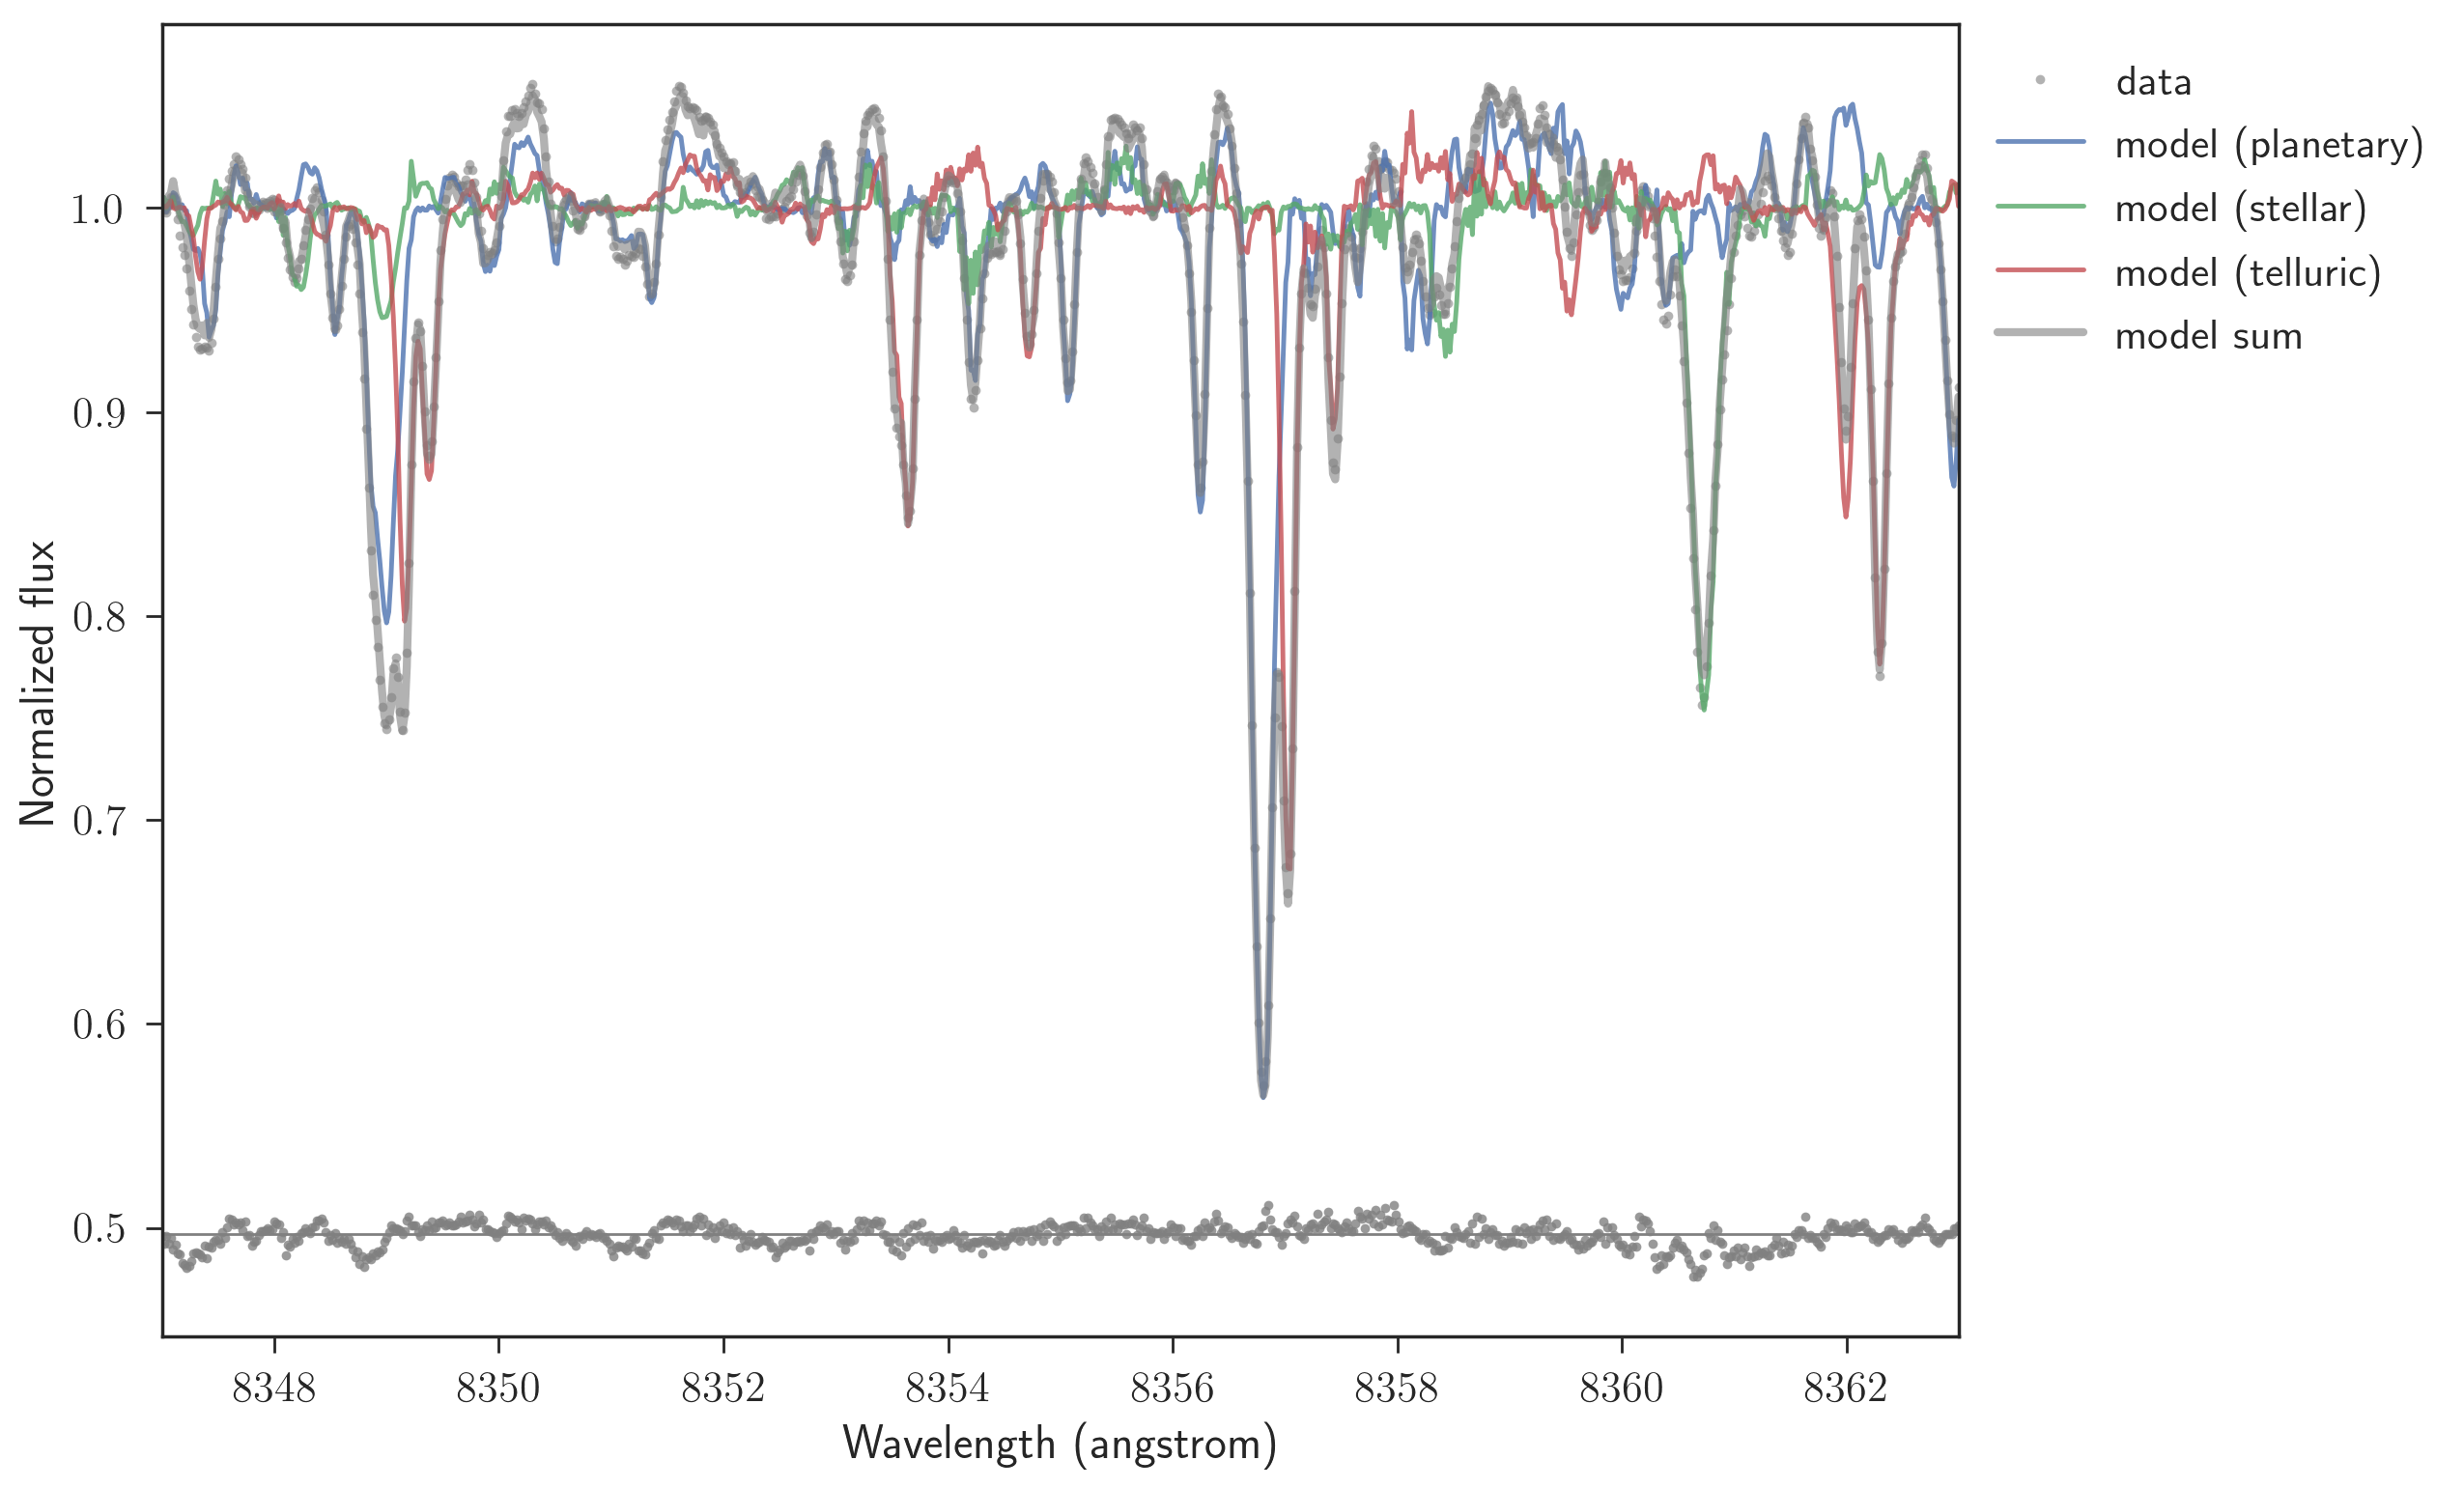 data
model (planetary)
model (stellar)
model (telluric)
model sum
Normalized flux
1.0
0.9
0.8
0.7
0.6
0.5
8348 8350 8352 8354 8356 8358 8360 8362
Wavelength (angstrom)